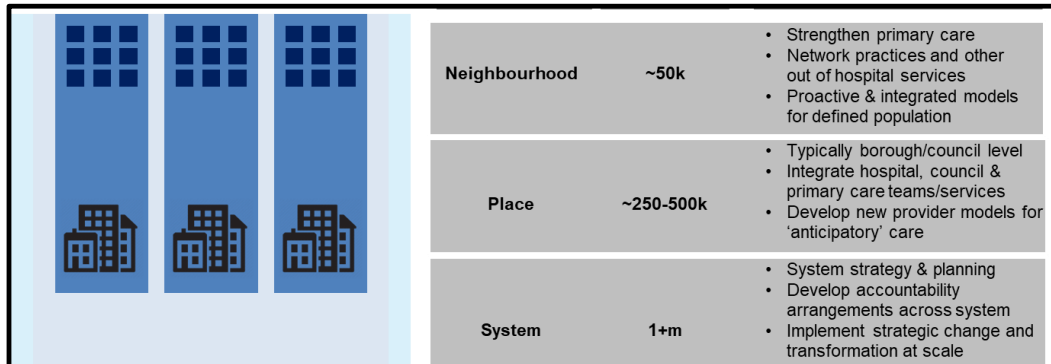 Neighbourhood
~50k
• Strengthen primary care
• Network practices and other
out of hospital services
• Proactive & integrated models
for defined population
Place
~250-500k
• Typically borough/council level
• Integrate hospital, council &
primary care teams/services
• Develop new provider models for
‘anticipatory’ care
System
1+m
• System strategy & planning
• Develop accountability
arrangements across system
• Implement strategic change and
transformation at scale